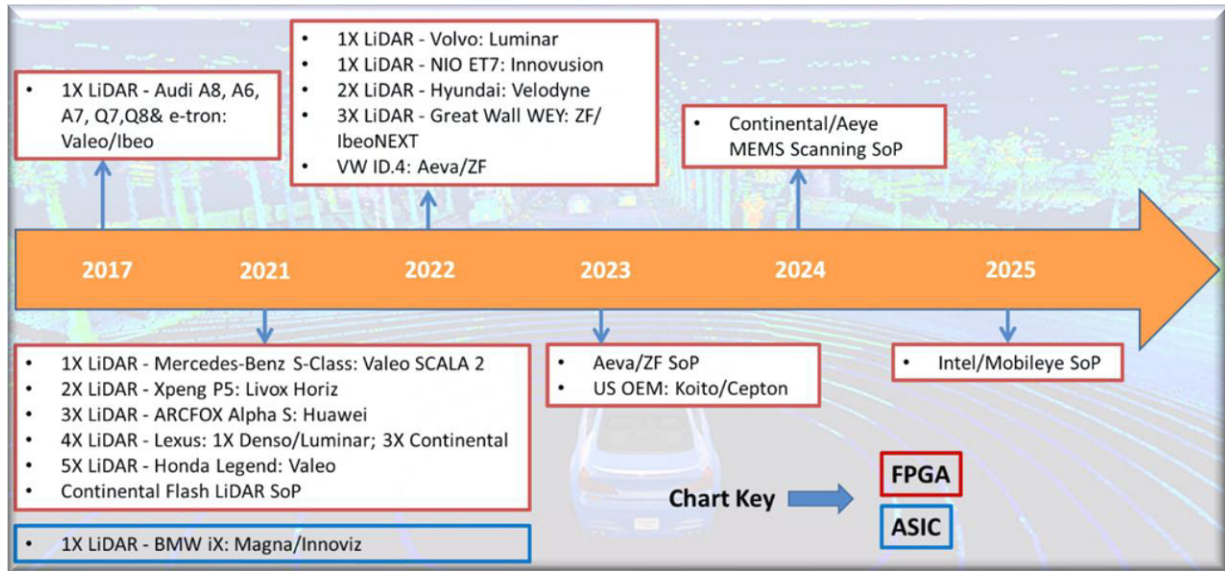 • 1X LiDAR - Audi A8, A6,
A7, Q7,Q8& e-tron:
Valeo/Ibeo
• 1X LiDAR - Volvo: Luminar
• 1X LiDAR - NIO ET7: Innovusion
• 2X LiDAR - Hyundai: Velodyne
• 3X LiDAR - Great Wall WEY: ZF/
IbeoNEXT
• VW ID.4: Aeva/ZF
• Continental/Aeye
MEMS Scanning SoP
2017
2021
2022
2023
2024
2025
• 1X LiDAR - Mercedes-Benz S-Class: Valeo SCALA 2
• 2X LiDAR - Xpeng P5: Livox Horiz
• 3X LiDAR - ARCFOX Alpha S: Huawei
• 4X LiDAR - Lexus: 1X Denso/Luminar; 3X Continental
• 5X LiDAR - Honda Legend: Valeo
• Continental Flash LiDAR SoP
• 1X LiDAR - BMW iX: Magna/Innoviz
• Aeva/ZF SoP
• US OEM: Koito/Cepton
• Intel/Mobileye SoP
Chart Key
FPGA
ASIC